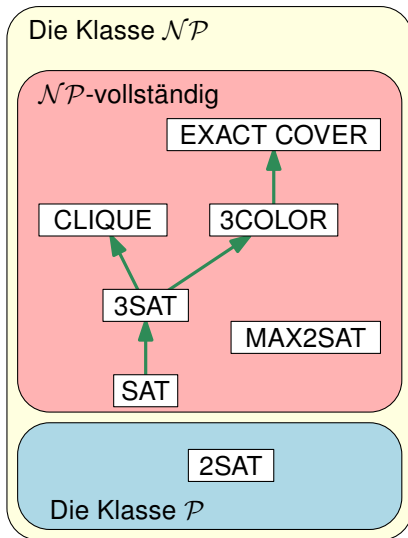 Die Klasse 𝒩𝒫
𝒩𝒫-vollständig
EXACT COVER
CLIQUE
3COLOR
3SAT
MAX2SAT
SAT
2SAT
Die Klasse 𝒫